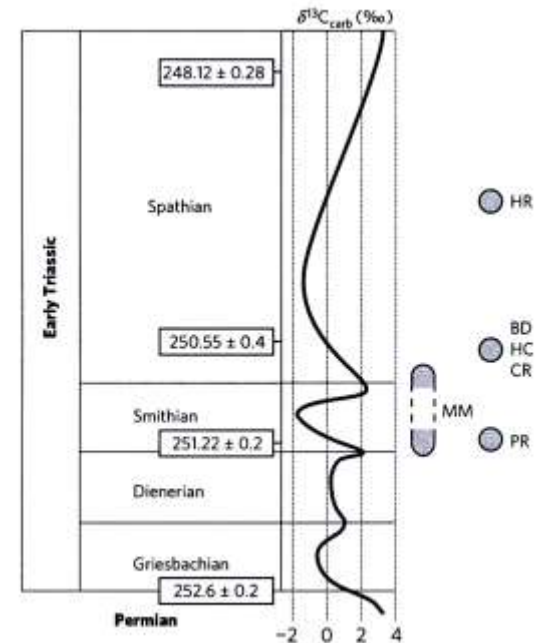 δ¹³Ccarb (‰)
248.12 ± 0.28
Spathian
HR
Early Triassic
BD
250.55 ± 0.4
HC
CR
Smithian
MM
251.22 ± 0.2
PR
Dienerian
Griesbachian
252.6 ± 0.2
Permian
−2 0 2 4